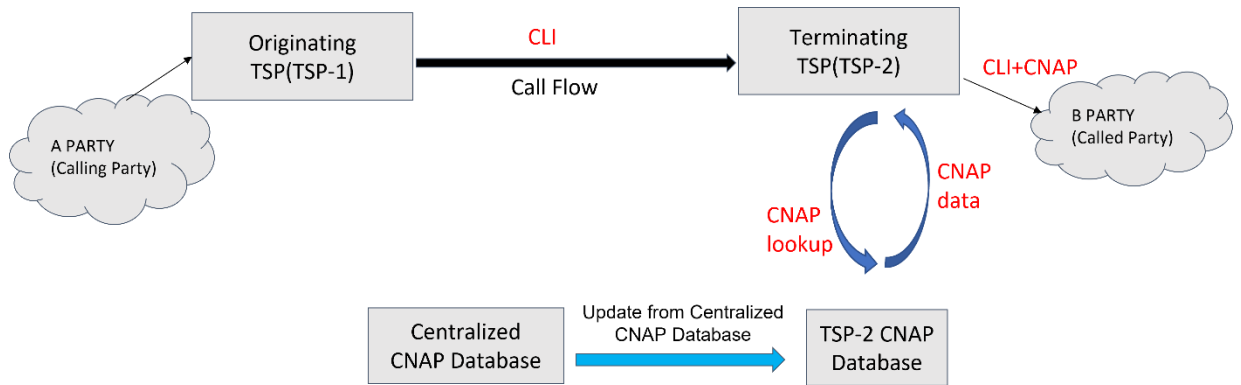 Originating
TSP(TSP-1)
CLI
Call Flow
Terminating
TSP(TSP-2)
CLI+CNAP
A PARTY
(Calling Party)
B PARTY
(Called Party)
CNAP
data
CNAP
lookup
Centralized
CNAP Database
Update from Centralized
CNAP Database
TSP-2 CNAP
Database